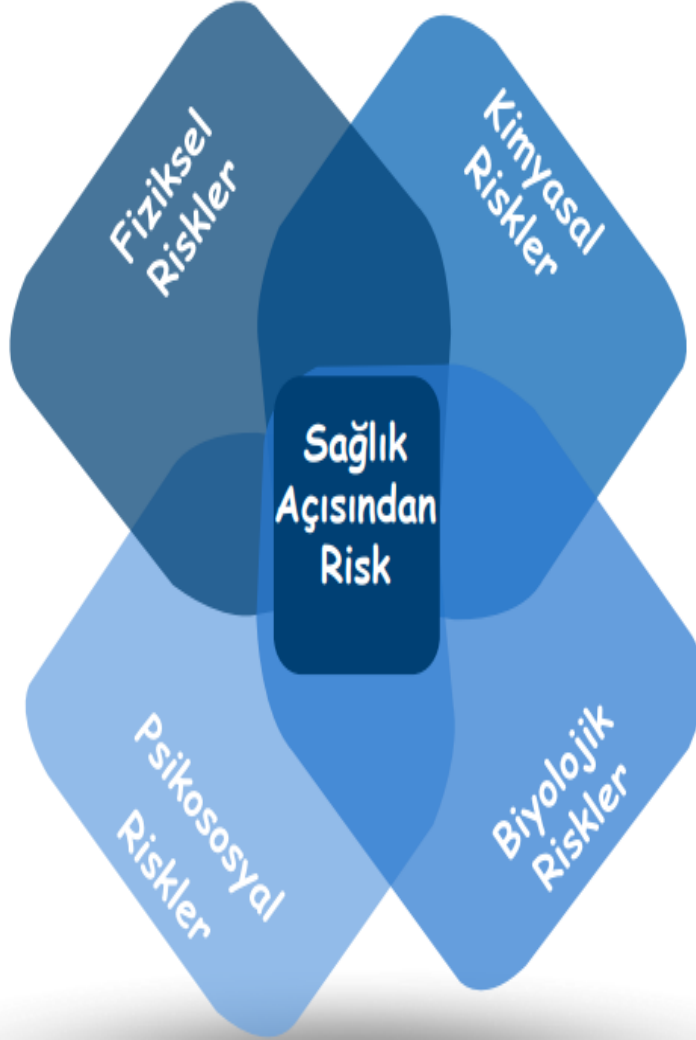 Fiziksel
Riskler
Kimyasal
Riskler
Sağlık
Açısından
Risk
Psikososyal
Riskler
Biyolojik
Riskler